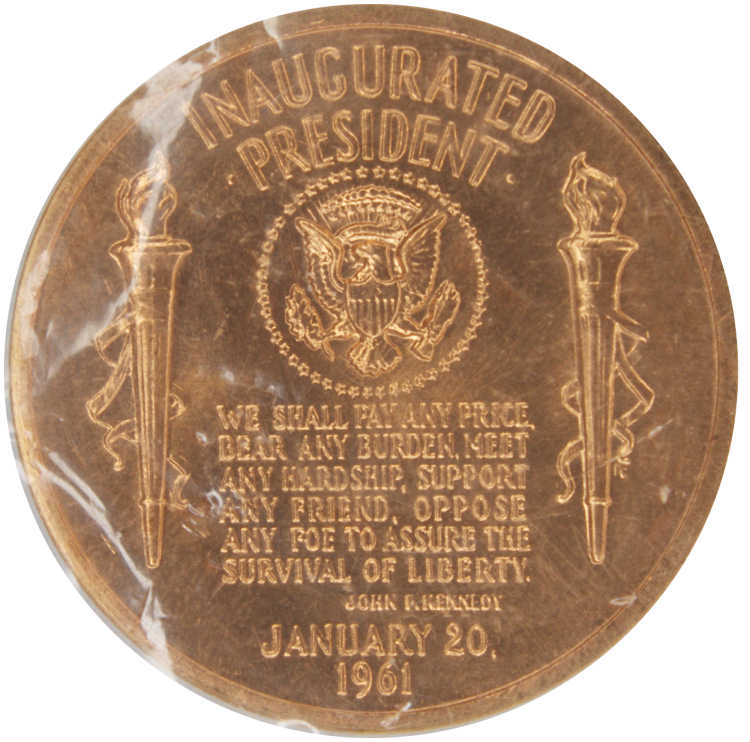 INAUGURATED
· PRESIDENT ·
WE SHALL PAY ANY PRICE,
BEAR ANY BURDEN, MEET
ANY HARDSHIP, SUPPORT
ANY FRIEND, OPPOSE
ANY FOE TO ASSURE THE
SURVIVAL OF LIBERTY.
JOHN F. KENNEDY
JANUARY 20,
1961